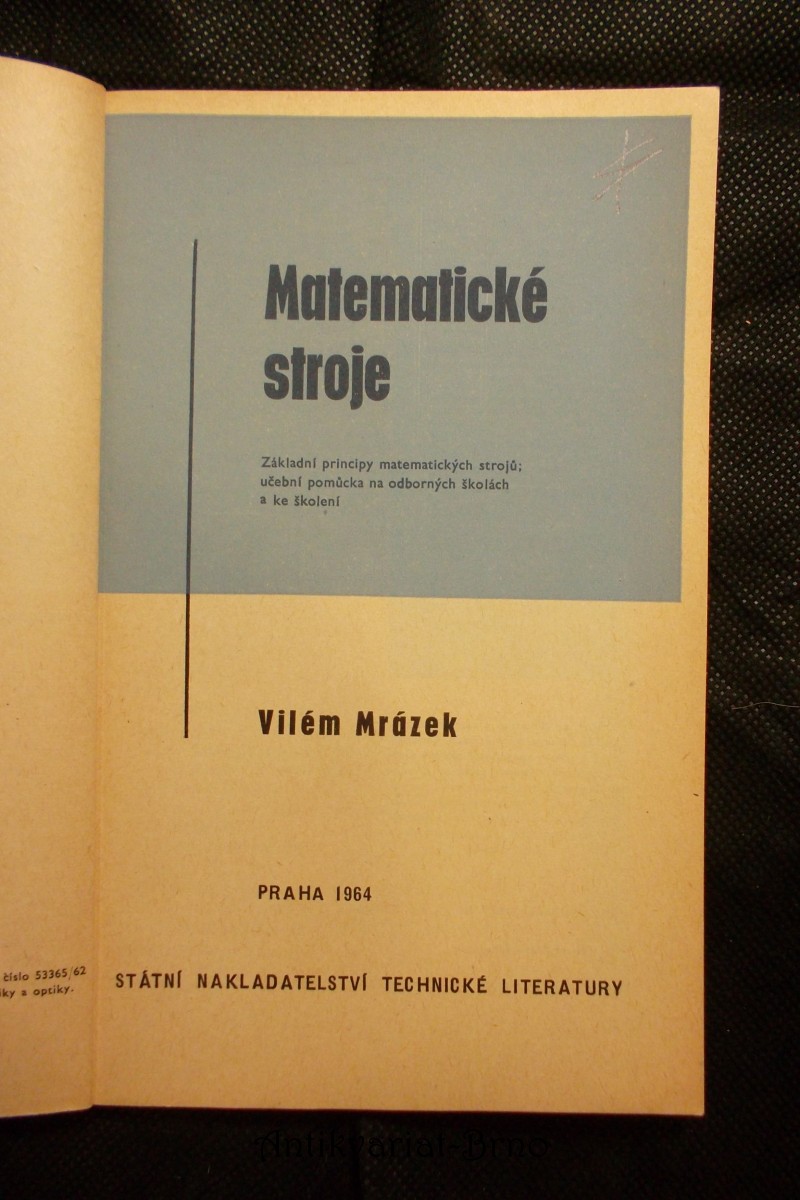 Matematické
stroje
Základní principy matematických strojů;
učební pomůcka na odborných školách
a ke školení
Vilém Mrázek
PRAHA 1964
číslo 53365/62
iky a optiky.
STÁTNÍ NAKLADATELSTVÍ TECHNICKÉ LITERATURY
Antikvariat-Brno